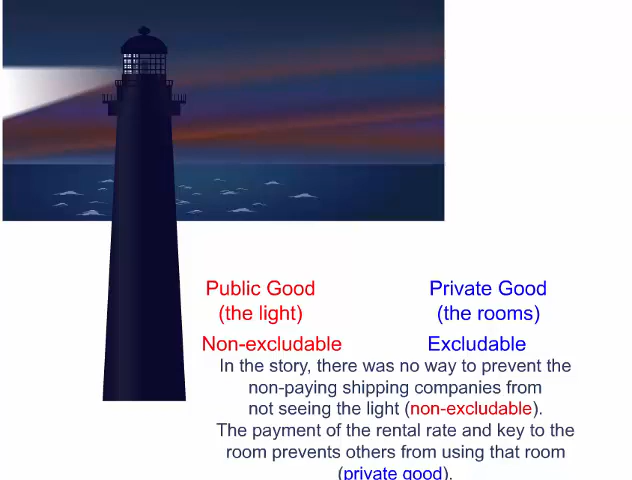 Public Good
(the light)
Private Good
(the rooms)
Non-excludable
Excludable
In the story, there was no way to prevent the
non-paying shipping companies from
not seeing the light (non-excludable).
The payment of the rental rate and key to the
room prevents others from using that room
(private good).